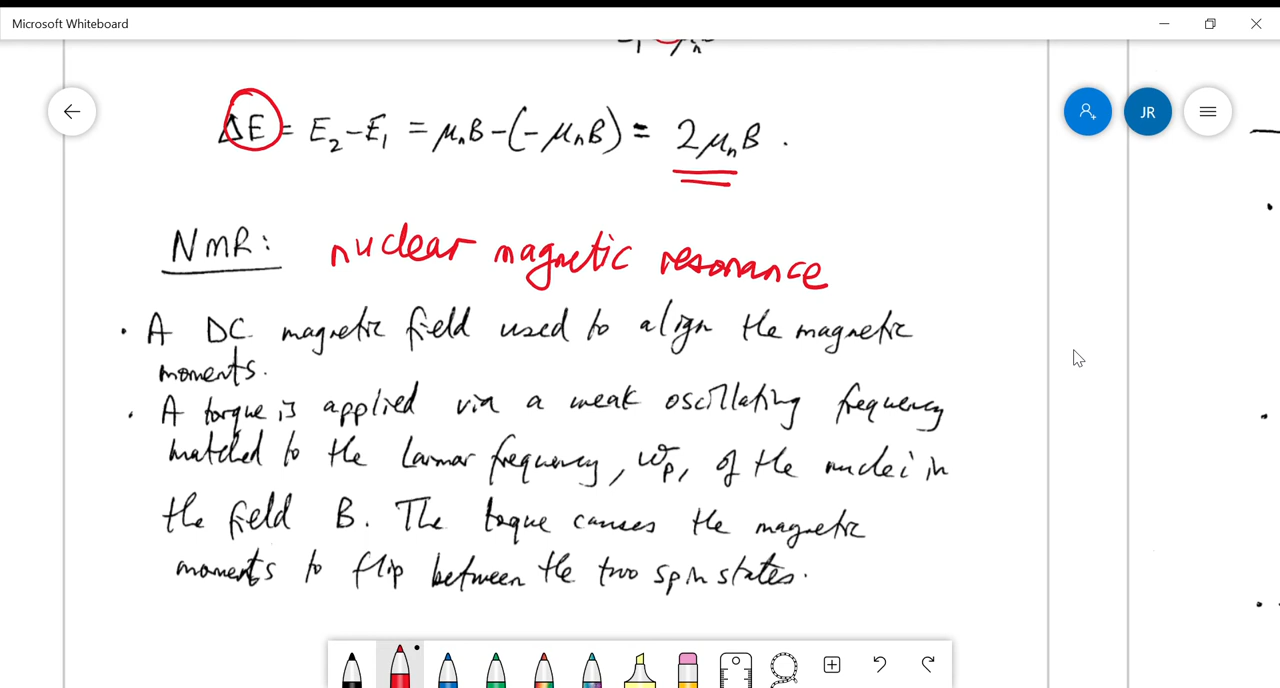 Microsoft Whiteboard
ΔE = E₂ - E₁ = μₙB - (- μₙB) = 2μₙB .
NMR: nuclear magnetic resonance
JR
· A DC magnetic field used to align the magnetic
moments.
· A torque is applied via a weak oscillating frequency
matched to the Larmar frequency, ωₚ, of the nuclei in
the field B. The toque causes the magnetic
moments to flip between the two spin states.